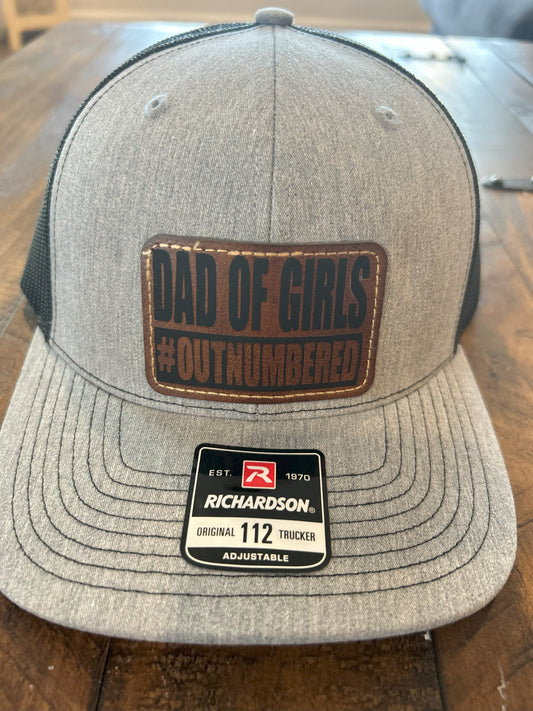 DAD OF GIRLS
#OUTNUMBERED
EST. R 1970
RICHARDSON®
ORIGINAL 112 TRUCKER
ADJUSTABLE